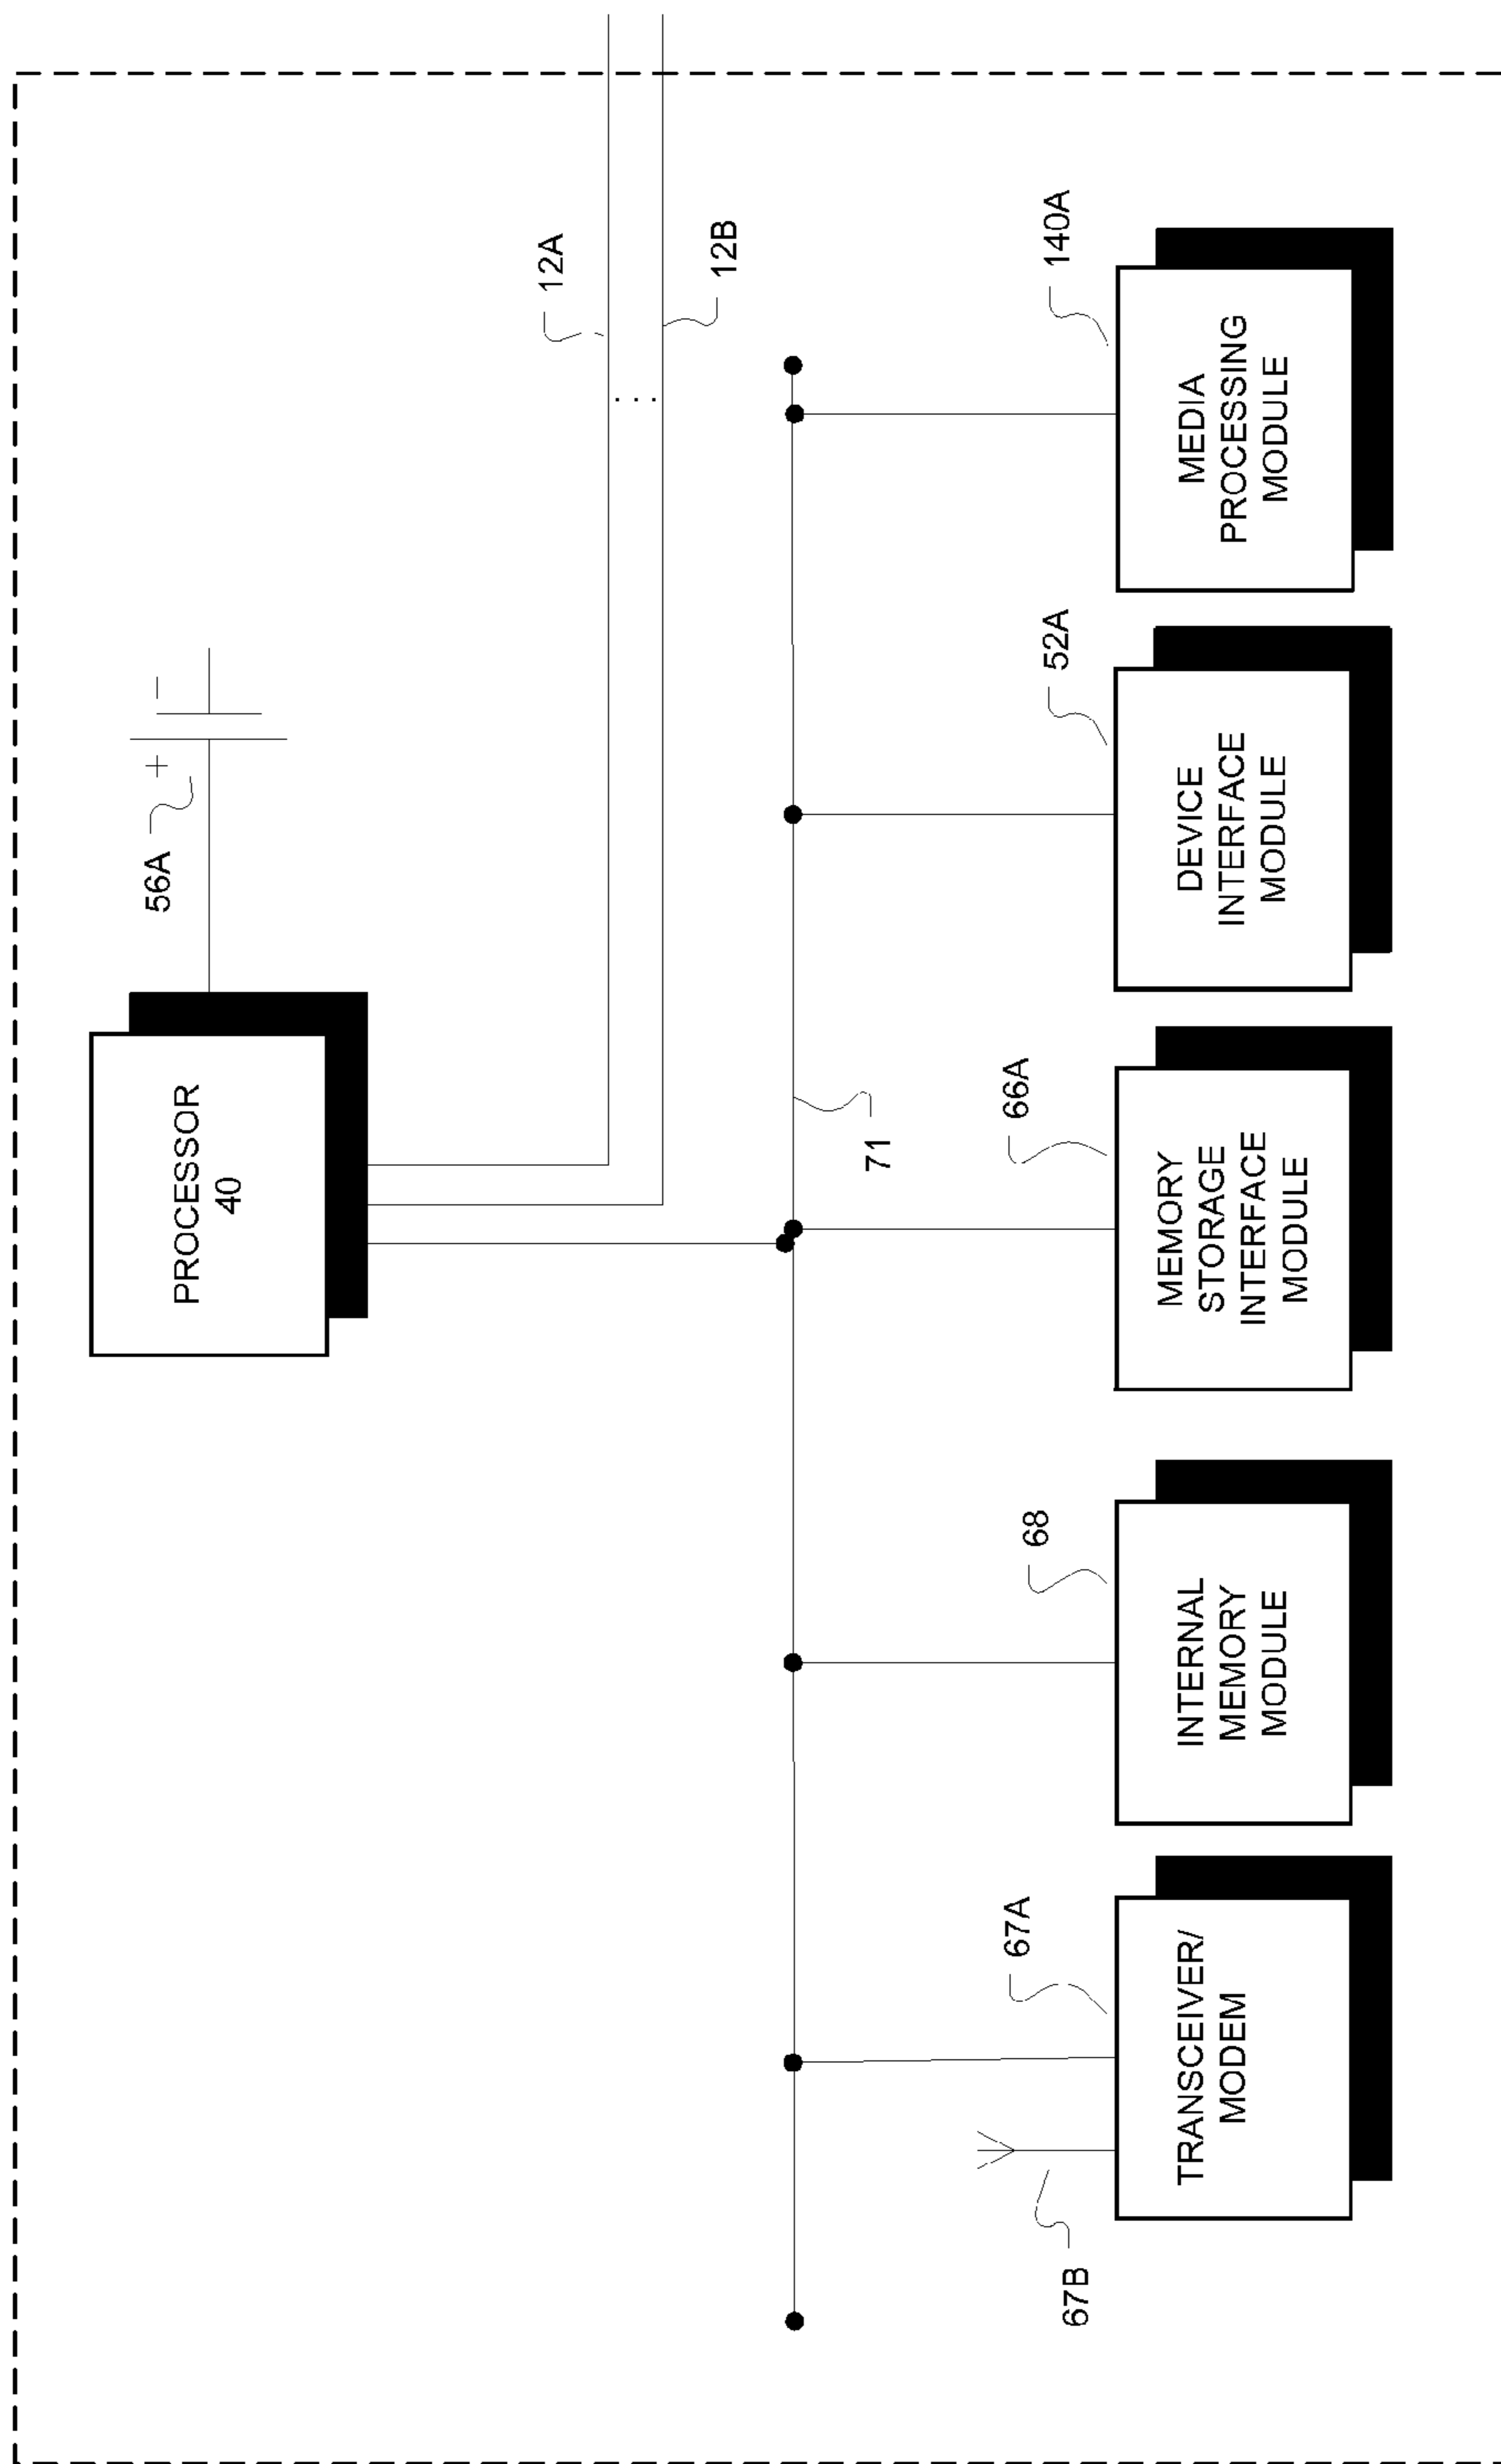 PROCESSOR
40
56A
+
-
12A
12B
...
71
67B
67A
TRANSCEIVER/
MODEM
68
INTERNAL
MEMORY
MODULE
66A
MEMORY
STORAGE
INTERFACE
MODULE
52A
DEVICE
INTERFACE
MODULE
140A
MEDIA
PROCESSING
MODULE